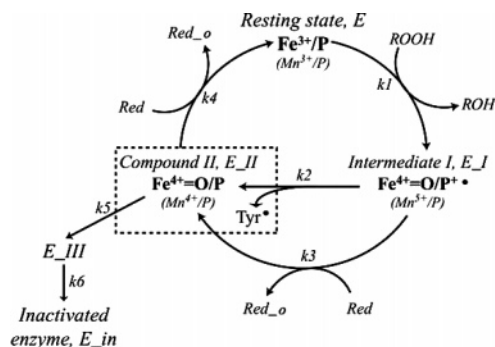 Resting state, E
Fe³⁺/P
(Mn³⁺/P)
Red_o
ROOH
k1
k4
Red
ROH
Compound II, E_II
Fe⁴⁺=O/P
(Mn⁴⁺/P)
k2
Tyr•
Intermediate I, E_I
Fe⁴⁺=O/P⁺ •
(Mn⁵⁺/P)
k5
E_III
k6
Inactivated
enzyme, E_in
k3
Red_o
Red